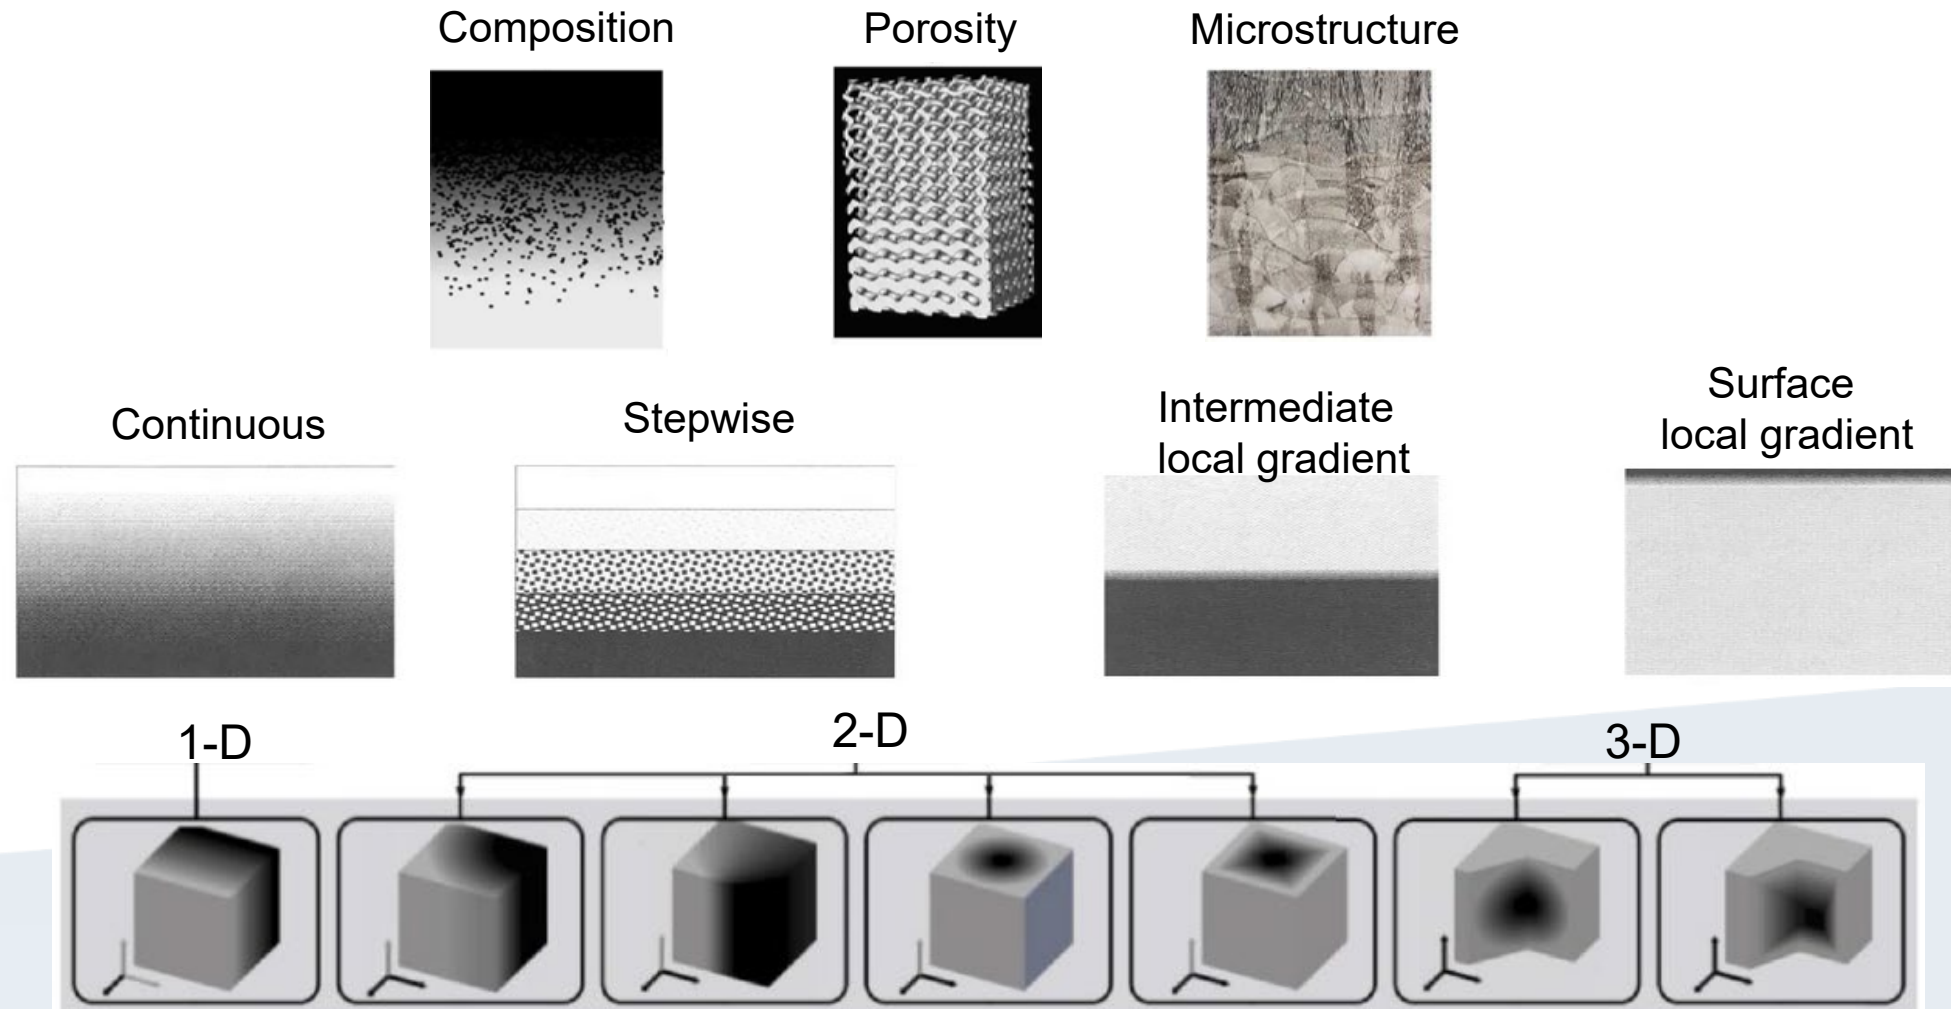 Composition
Porosity
Microstructure
Continuous
Stepwise
Intermediate
local gradient
Surface
local gradient
1-D
2-D
3-D